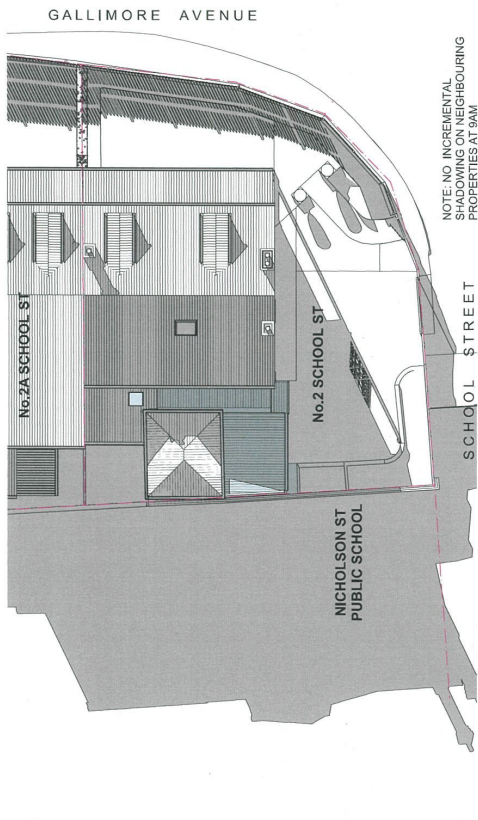 GALLIMORE AVENUE
NOTE: NO INCREMENTAL
SHADOWING ON NEIGHBOURING
PROPERTIES AT 9AM
No.2A SCHOOL ST
No.2 SCHOOL ST
SCHOOL STREET
NICHOLSON ST
PUBLIC SCHOOL